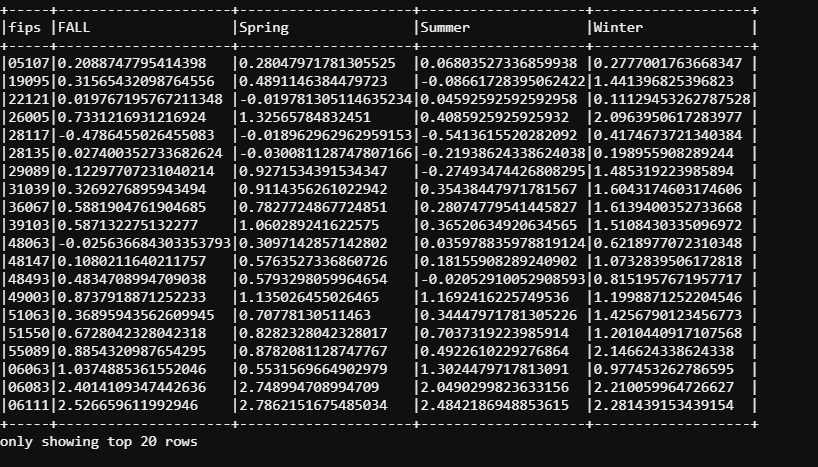 +-----+--------------------+--------------------+--------------------+-------------------+
|fips |FALL                |Spring              |Summer              |Winter             |
+-----+--------------------+--------------------+--------------------+-------------------+
|05107|0.2088747795414398  |0.28047971781305525 |0.06803527336859938 |0.2777001763668347 |
|19095|0.31565432098764556 |0.4891146384479723  |-0.08661728395062422|1.441396825396823  |
|22121|0.019767195767211348|-0.019781305114635234|0.04592592592592958 |0.11129453262787528|
|26005|0.7331216931216924  |1.32565784832451    |0.4085925925925932  |2.0963950617283977 |
|28117|-0.4786455026455083 |-0.018962962962959153|-0.5413615520282092 |0.4174673721340384 |
|28135|0.027400352733682624|-0.030081128747807166|-0.21938624338624038|0.198955908289244  |
|29089|0.12297707231040214 |0.9271534391534347  |-0.27493474426808295|1.485319223985894  |
|31039|0.3269276895943494  |0.9114356261022942  |0.35438447971781567 |1.6043174603174606 |
|36067|0.5881904761904685  |0.7827724867724851  |0.28074779541445827 |1.6139400352733668 |
|39103|0.587132275132277   |1.060289241622575   |0.36520634920634565 |1.5108430335096972 |
|48063|-0.025636684303353793|0.3097142857142802  |0.035978835978819124|0.6218977072310348 |
|48147|0.1080211640211757  |0.5763527336860726  |0.18155908289240902 |1.0732839506172818 |
|48493|0.4834708994709038  |0.5793298059964654  |-0.02052910052908593|0.8151957671957717 |
|49003|0.8737918871252233  |1.135026455026465   |1.1692416225749536  |1.1998871252204546 |
|51063|0.36895943562609945 |0.70778130511463    |0.34447971781305226 |1.4256790123456773 |
|51550|0.6728042328042318  |0.8282328042328017  |0.7037319223985914  |1.2010440917107568 |
|55089|0.8854320987654295  |0.8782081128747767  |0.4922610229276864  |2.146624338624338  |
|06063|1.0374885361552046  |0.5531569664902979  |1.3024479717813091  |0.977453262786595  |
|06083|2.4014109347442636  |2.748994708994709   |2.0490299823633156  |2.210059964726627  |
|06111|2.526659611992946   |2.7862151675485034  |2.4842186948853615  |2.281439153439154  |
+-----+--------------------+--------------------+--------------------+-------------------+
only showing top 20 rows